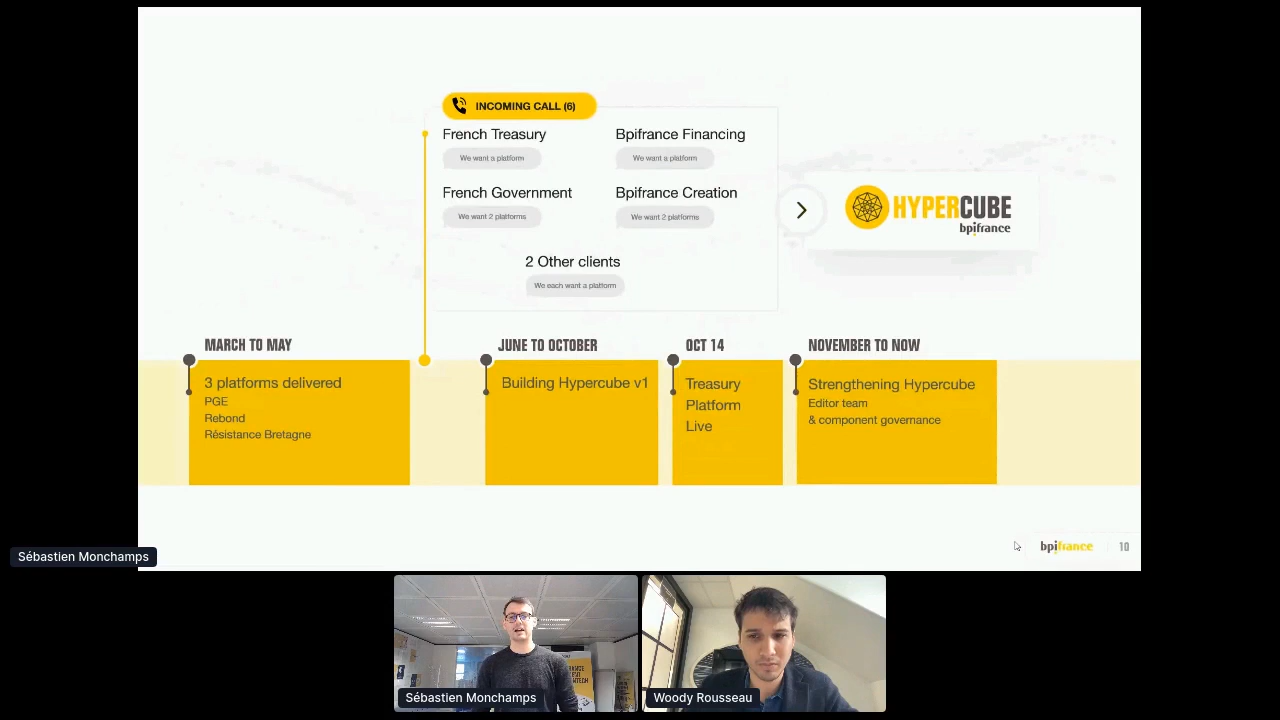 INCOMING CALL (6)
French Treasury
We want a platform
Bpifrance Financing
We want a platform
French Government
We want 2 platforms
Bpifrance Creation
We want 2 platforms
2 Other clients
We each want a platform
HYPERCUBE
bpifrance
MARCH TO MAY
3 platforms delivered
PGE
Rebond
Résistance Bretagne
JUNE TO OCTOBER
Building Hypercube v1
OCT 14
Treasury
Platform
Live
NOVEMBER TO NOW
Strengthening Hypercube
Editor team
& component governance
bpifrance
10
Sébastien Monchamps
Sébastien Monchamps
Woody Rousseau